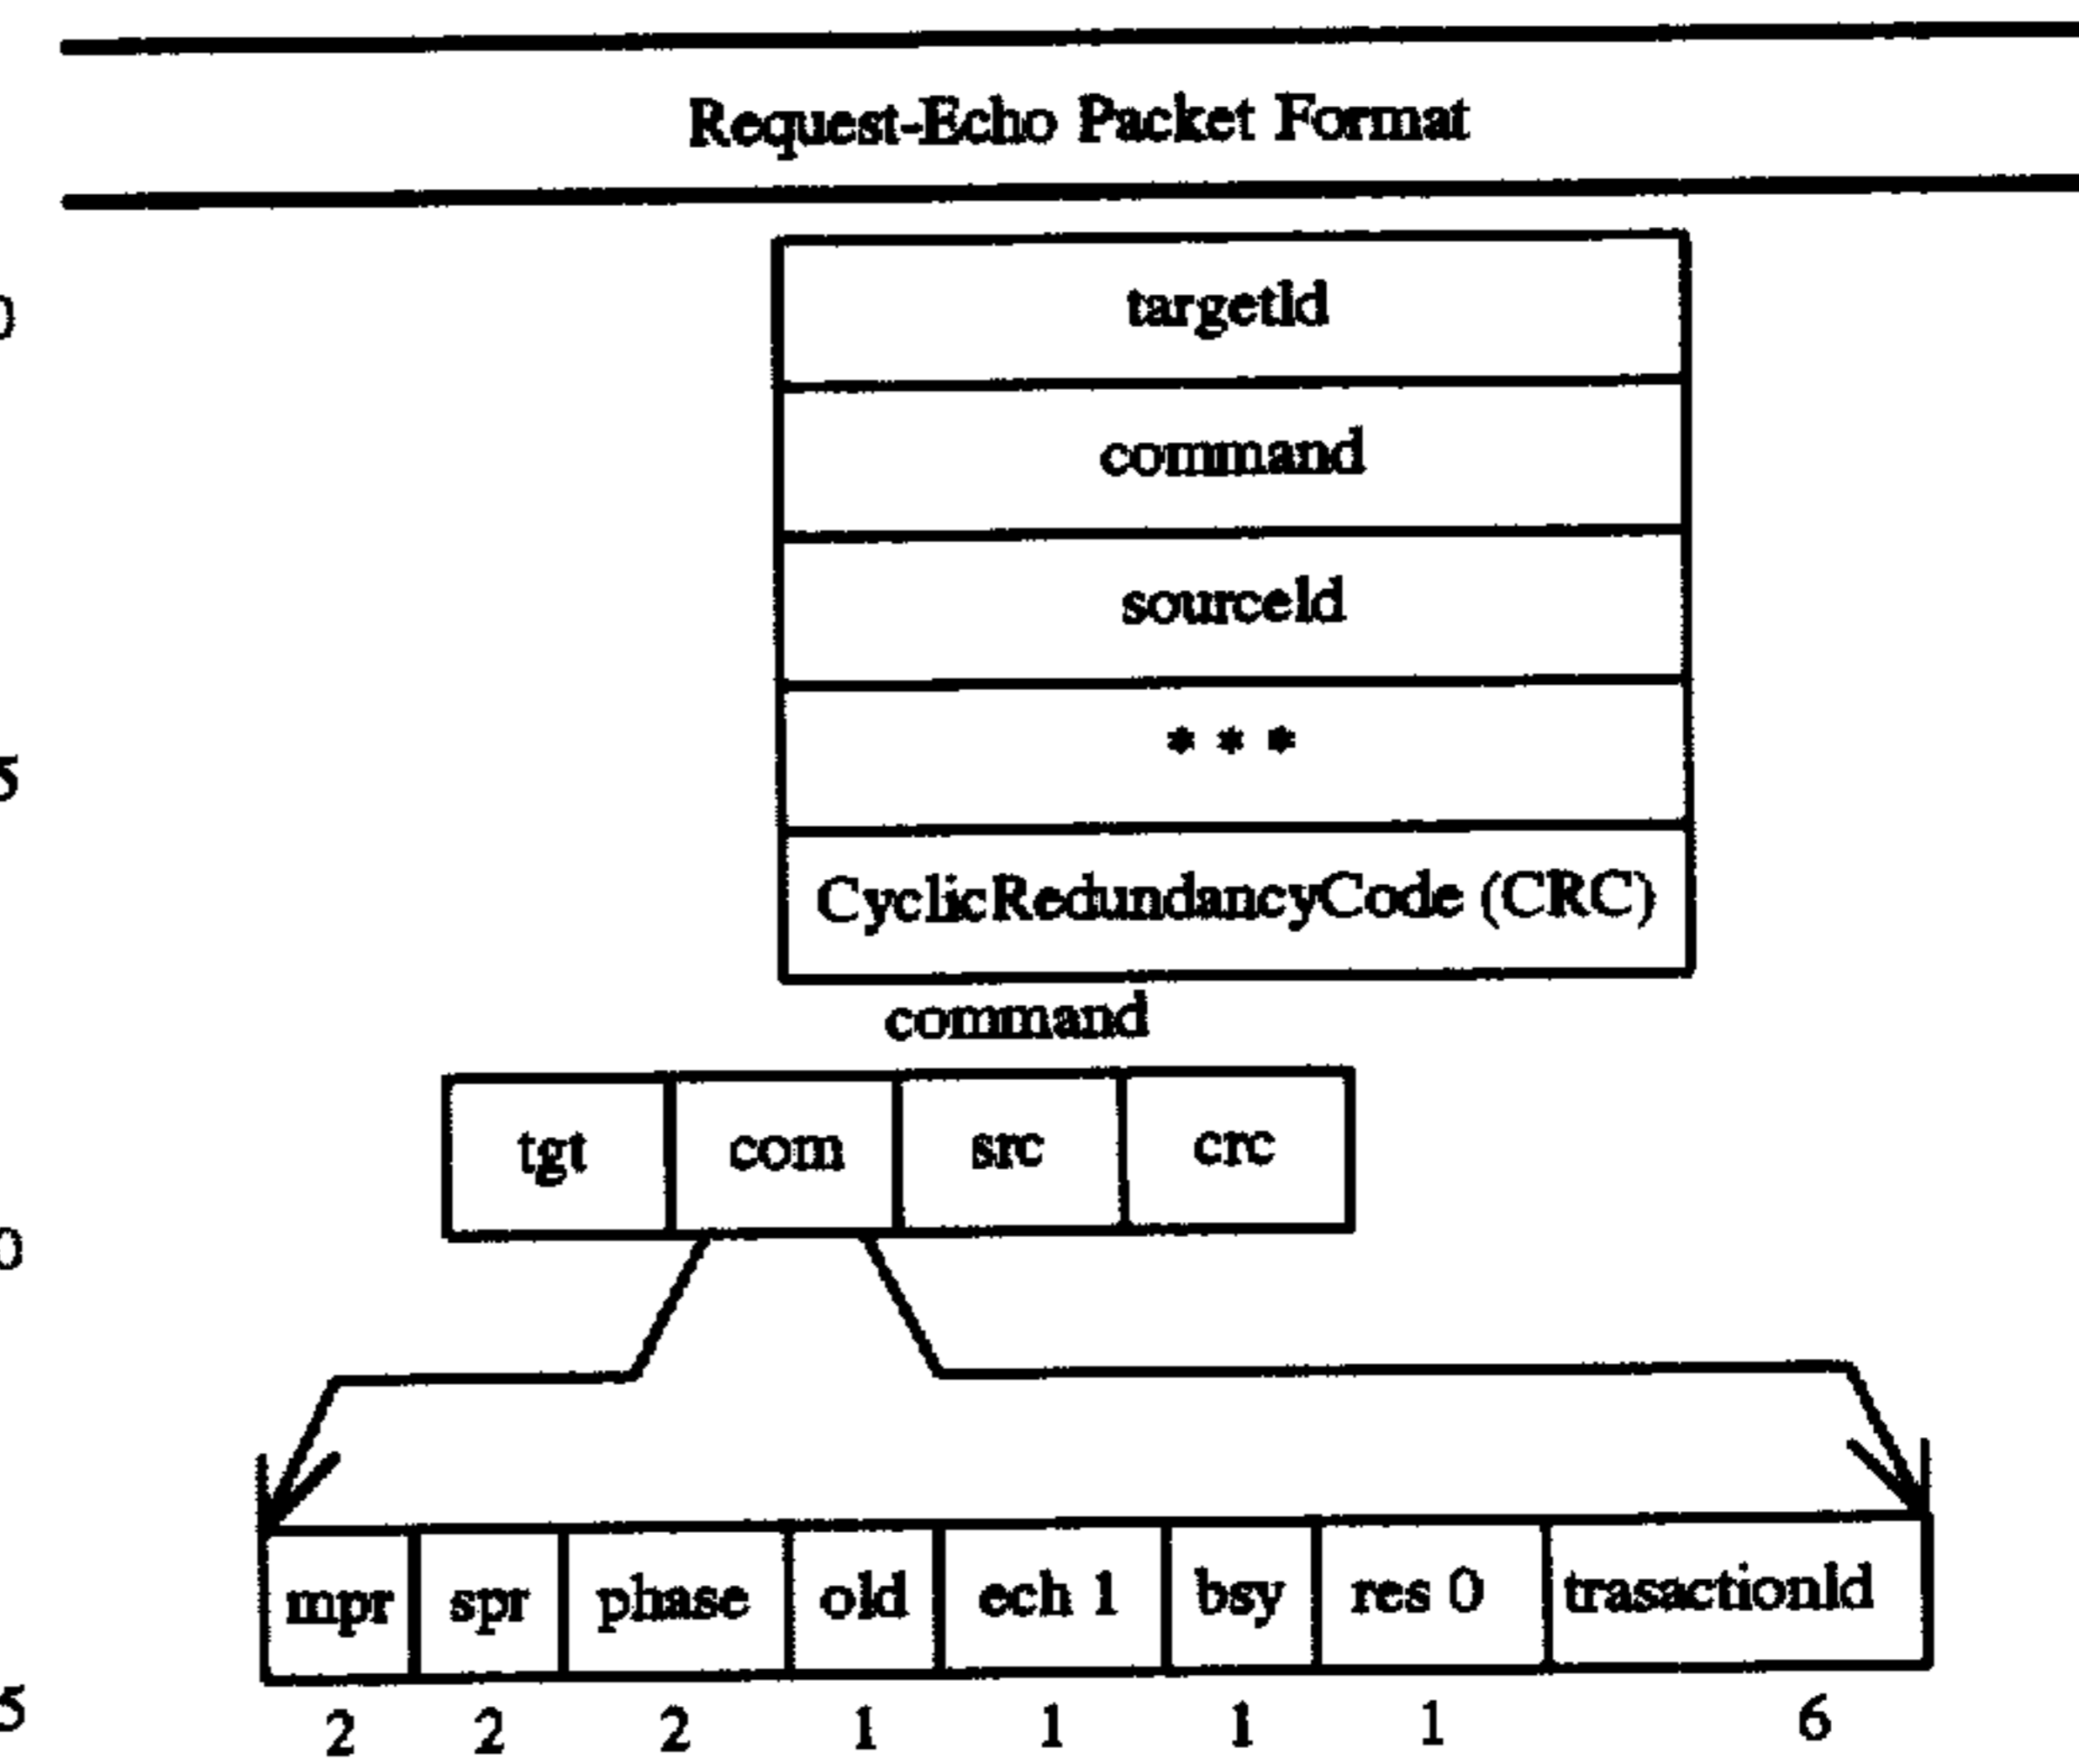 Request-Echo Packet Format
targetId
command
sourceId
* * *
CyclicRedundancyCode (CRC)
command
tgt com src crc
mpr spr phase old ech 1 bsy res 0 trasactionId
2 2 2 1 1 1 1 6